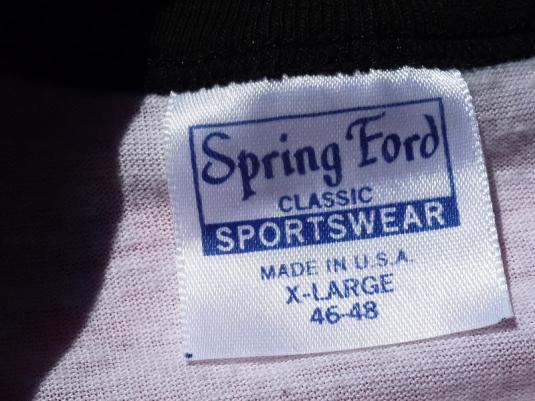 Spring Ford
CLASSIC
SPORTSWEAR
MADE IN U.S.A.
X-LARGE
46-48